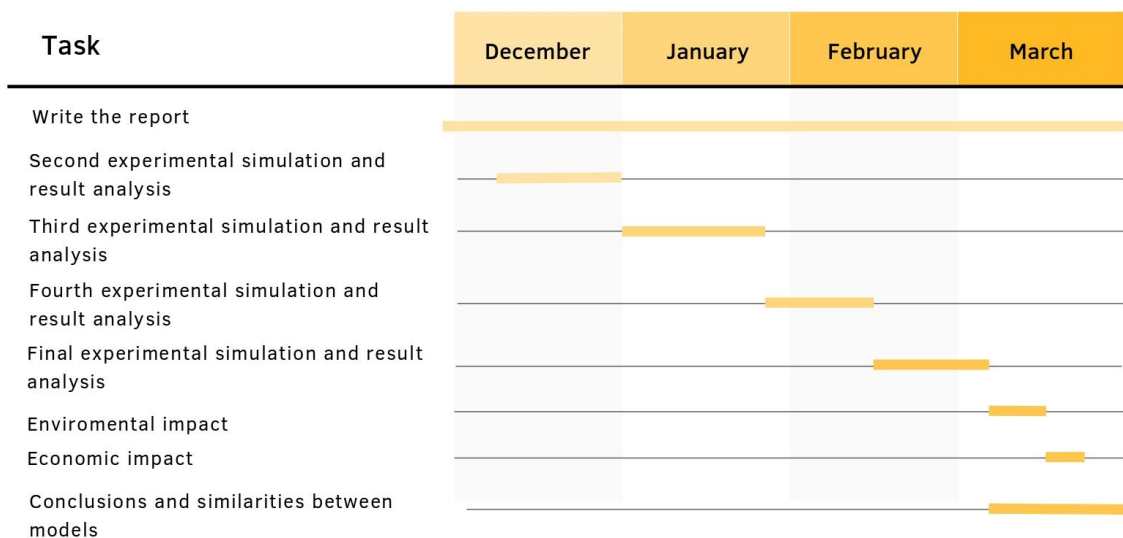 Task
December January February March
Write the report
Second experimental simulation and
result analysis
Third experimental simulation and result
analysis
Fourth experimental simulation and
result analysis
Final experimental simulation and result
analysis
Enviromental impact
Economic impact
Conclusions and similarities between
models